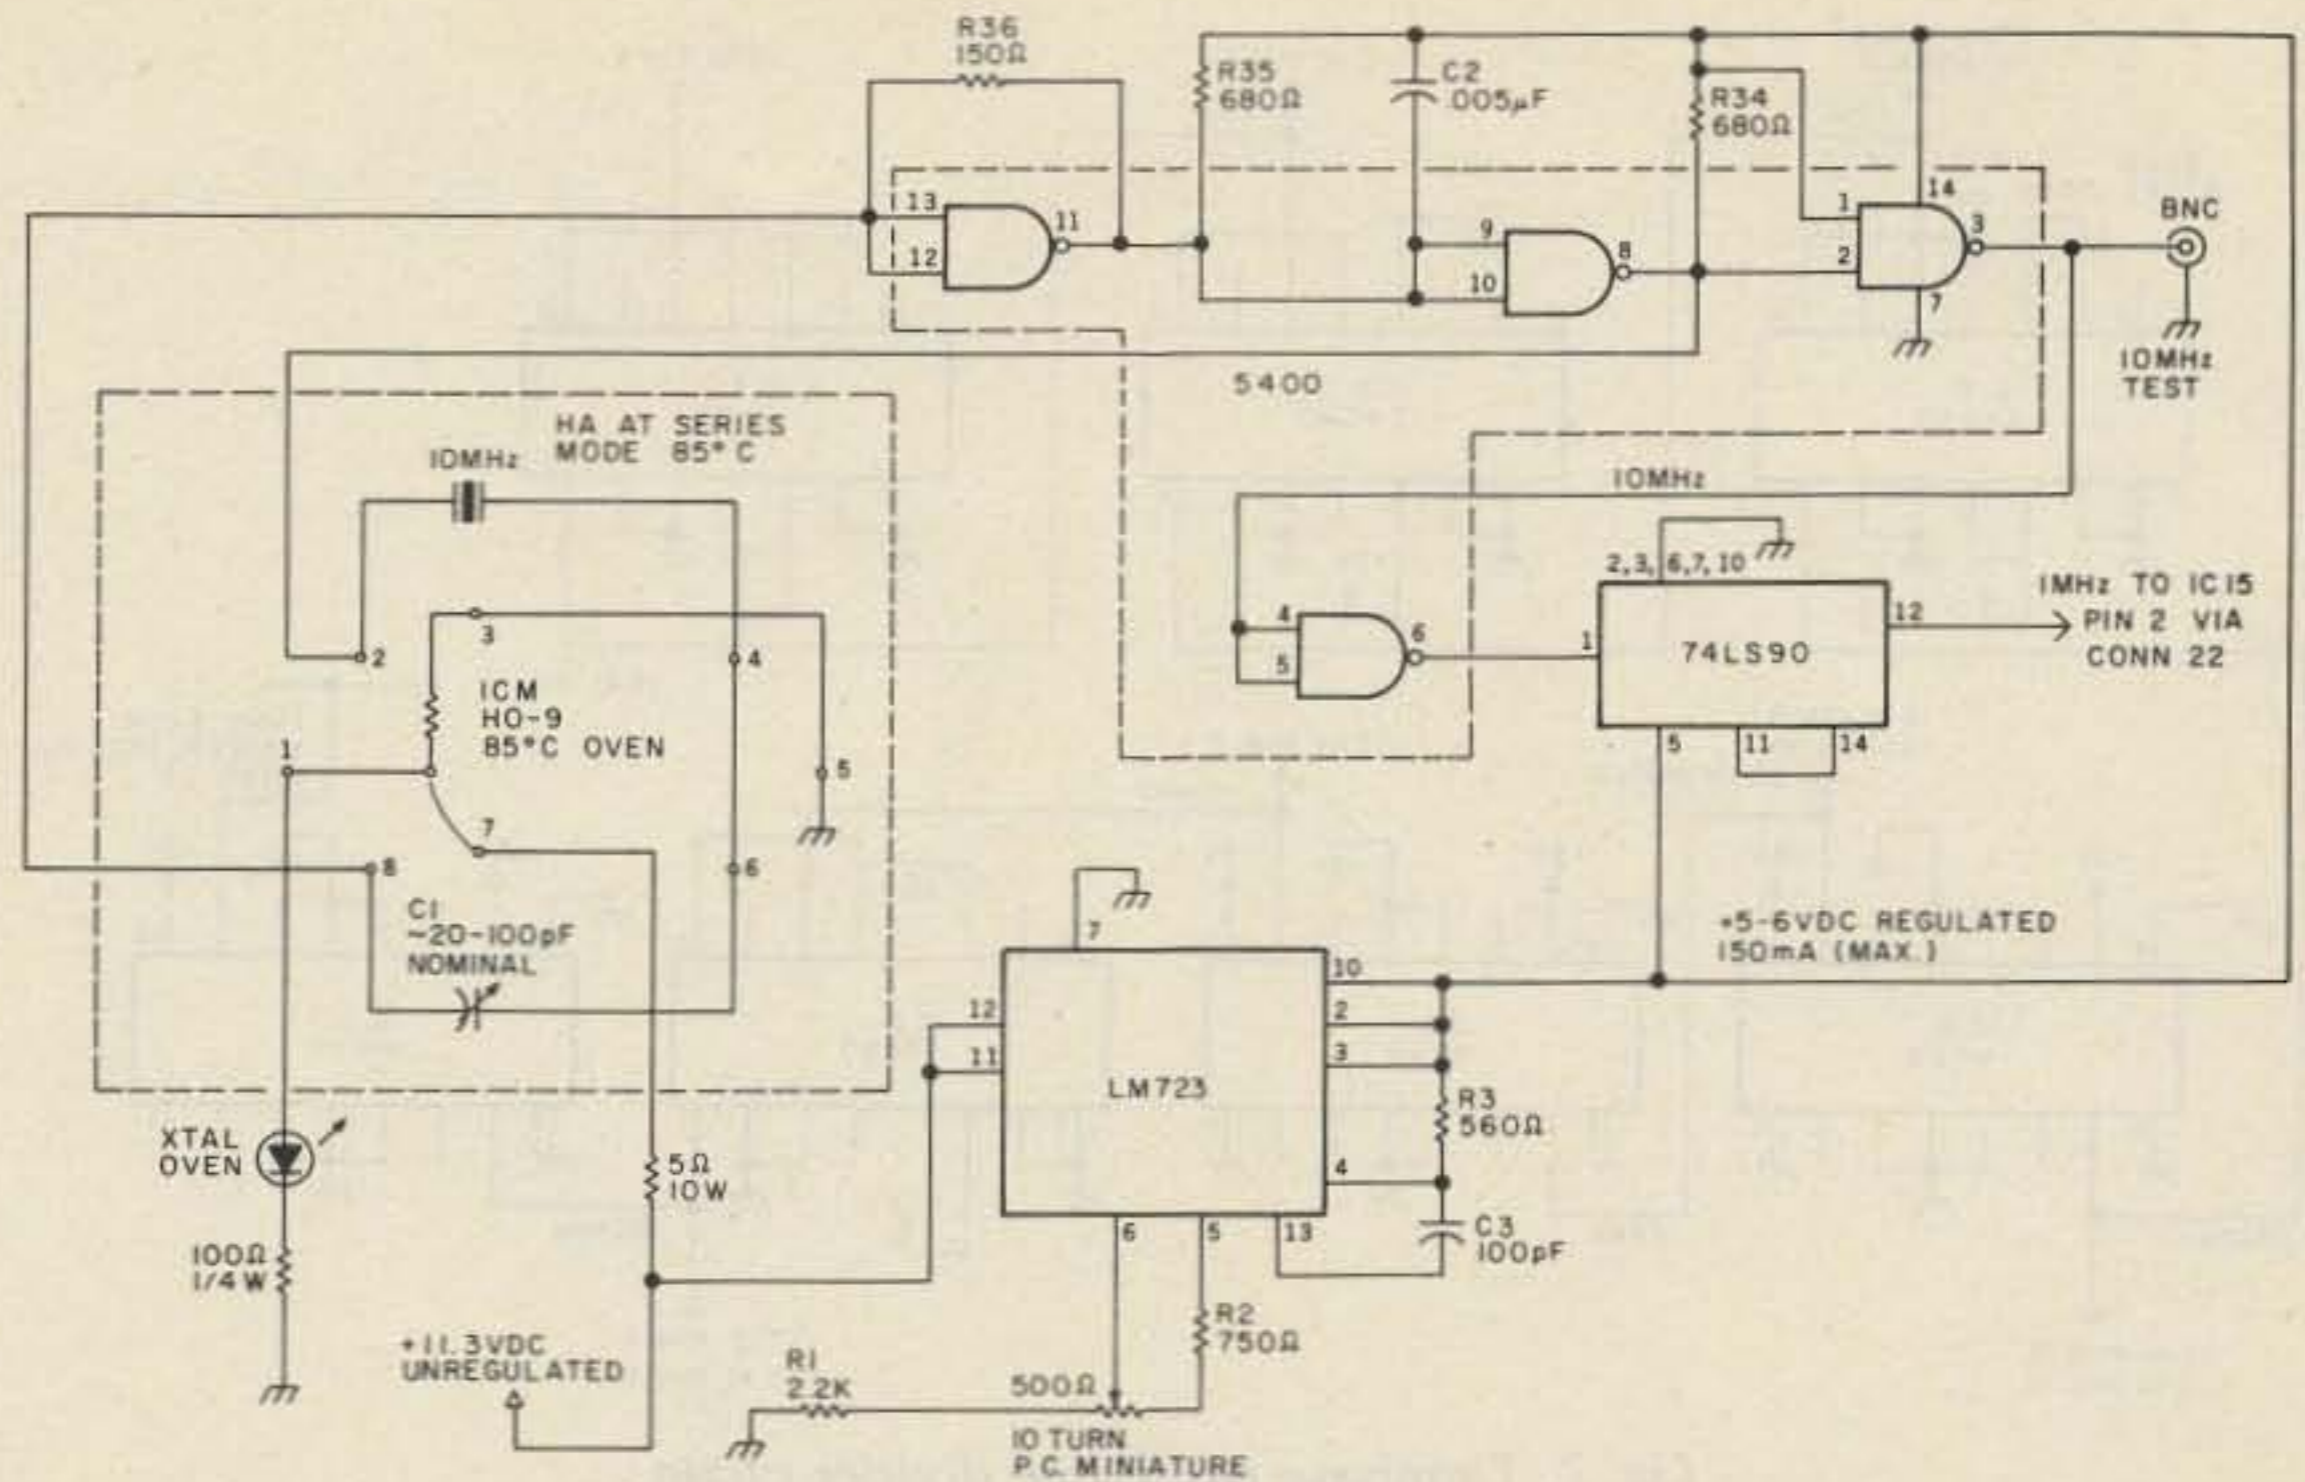 R36
150Ω
R35
680Ω
C2
.005µF
R34
680Ω
13
12
11
9
10
8
1
2
14
3
7
BNC
10MHz
TEST
5400
HA AT SERIES
MODE 85°C
10MHz
10MHz
2
3
4
ICM
HO-9
85°C OVEN
1
5
7
8
6
C1
~20-100pF
NOMINAL
4
5
6
2,3, 6,7, 10
1
74LS90
12
5
11
14
1MHz TO IC15
PIN 2 VIA
CONN 22
+5-6VDC REGULATED
150mA (MAX.)
7
12
11
LM723
10
2
3
4
6
5
13
R3
560Ω
C3
100pF
XTAL
OVEN
5Ω
10W
100Ω
1/4W
+11.3VDC
UNREGULATED
R1
2.2K
500Ω
R2
750Ω
10 TURN
P.C. MINIATURE